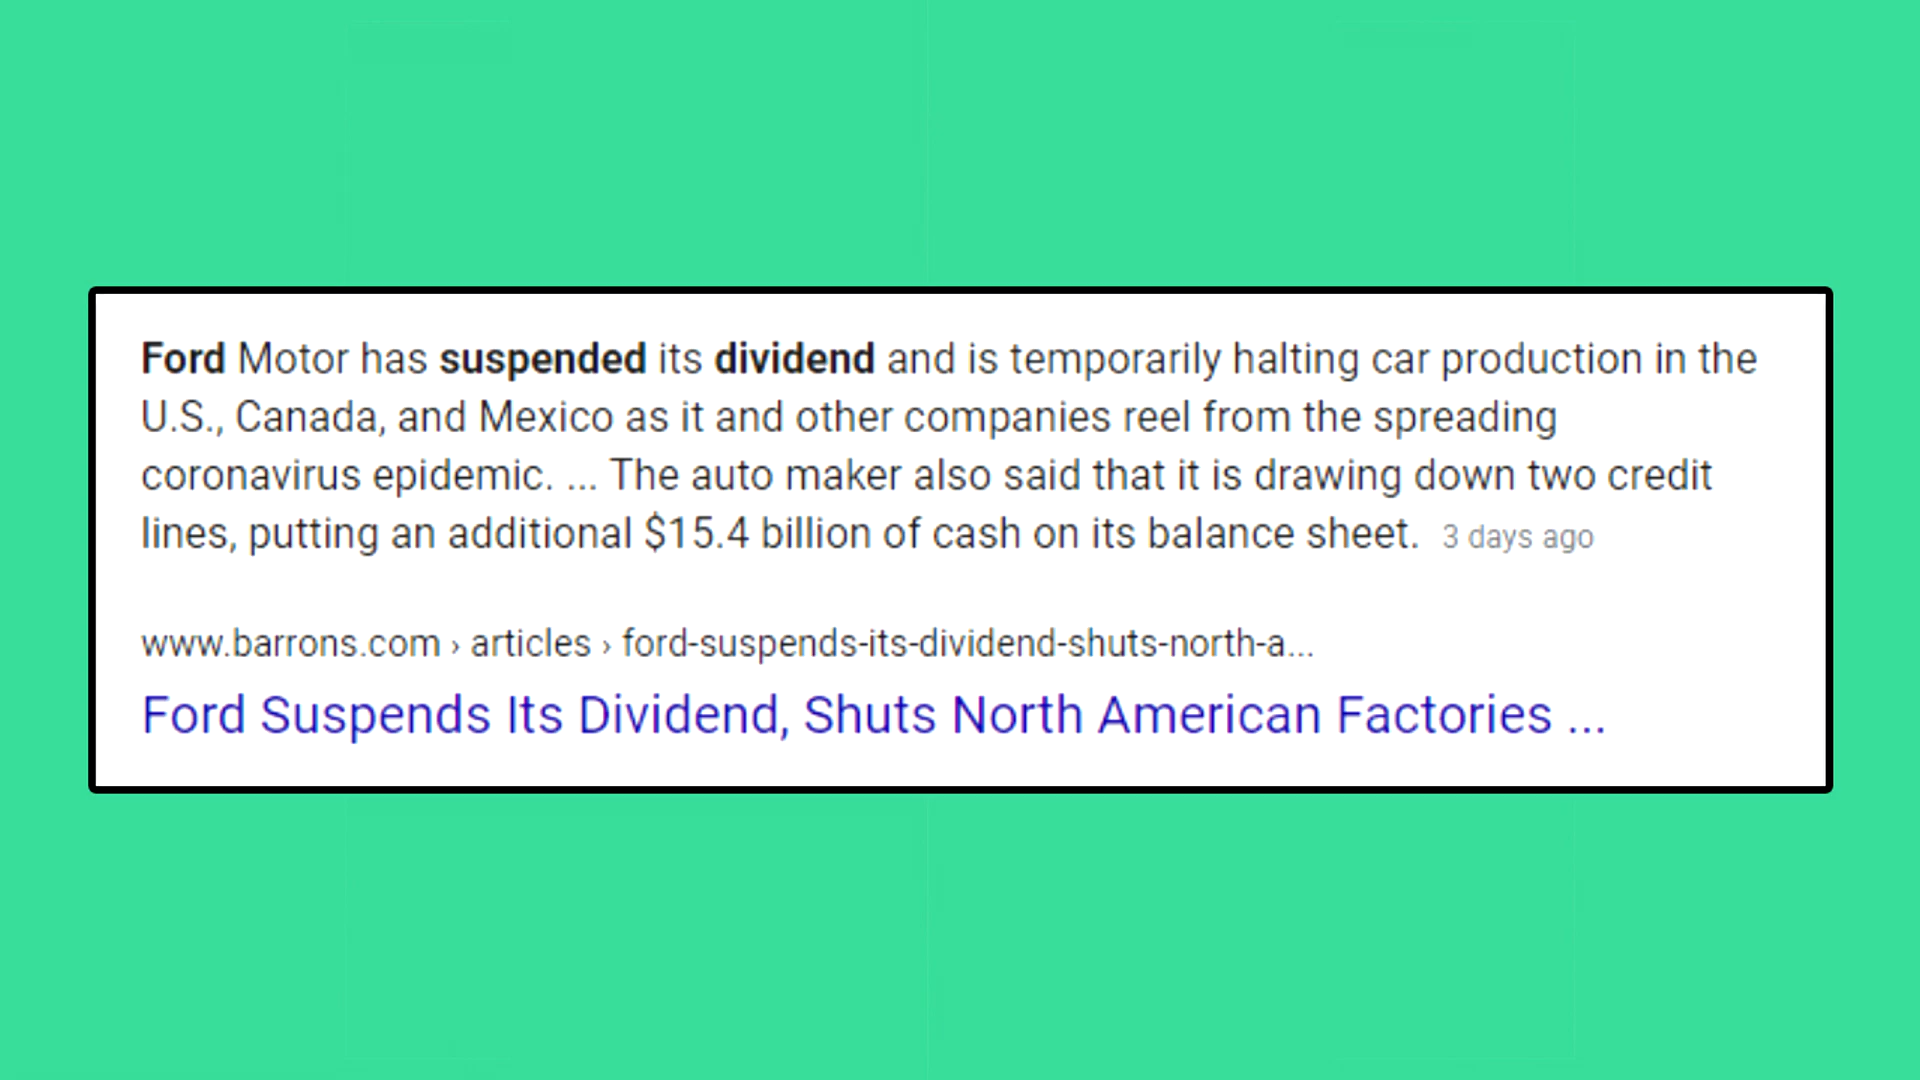 Ford Motor has suspended its dividend and is temporarily halting car production in the
U.S., Canada, and Mexico as it and other companies reel from the spreading
coronavirus epidemic. ... The auto maker also said that it is drawing down two credit
lines, putting an additional $15.4 billion of cash on its balance sheet. 3 days ago
www.barrons.com › articles › ford-suspends-its-dividend-shuts-north-a...
Ford Suspends Its Dividend, Shuts North American Factories ...